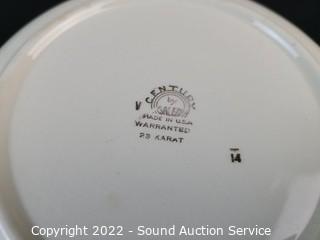 CENTURY
by
SALEM
MADE IN U.S.A.
WARRANTED
23 KARAT
14
Copyright 2022 - Sound Auction Service